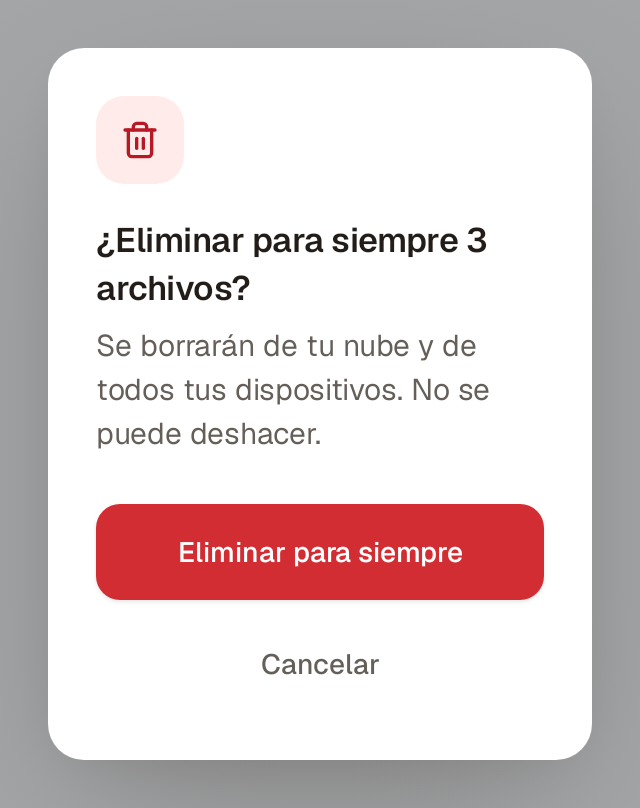 ¿Eliminar para siempre 3
archivos?
Se borrarán de tu nube y de
todos tus dispositivos. No se
puede deshacer.
Eliminar para siempre
Cancelar